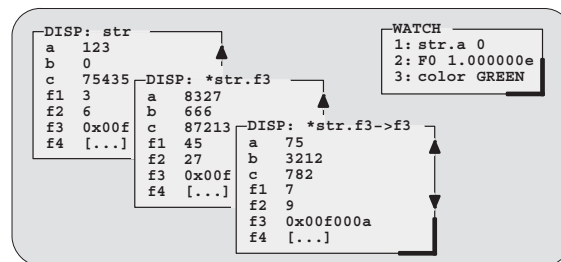 DISP: str
a 123
b 0
c 75435
f1 3
f2 6
f3 0x00f
f4 [...]
DISP: *str.f3
a 8327
b 666
c 87213
f1 45
f2 27
f3 0x00f
f4 [...]
DISP: *str.f3->f3
a 75
b 3212
c 782
f1 7
f2 9
f3 0x00f000a
f4 [...]
WATCH
1: str.a 0
2: F0 1.000000e
3: color GREEN